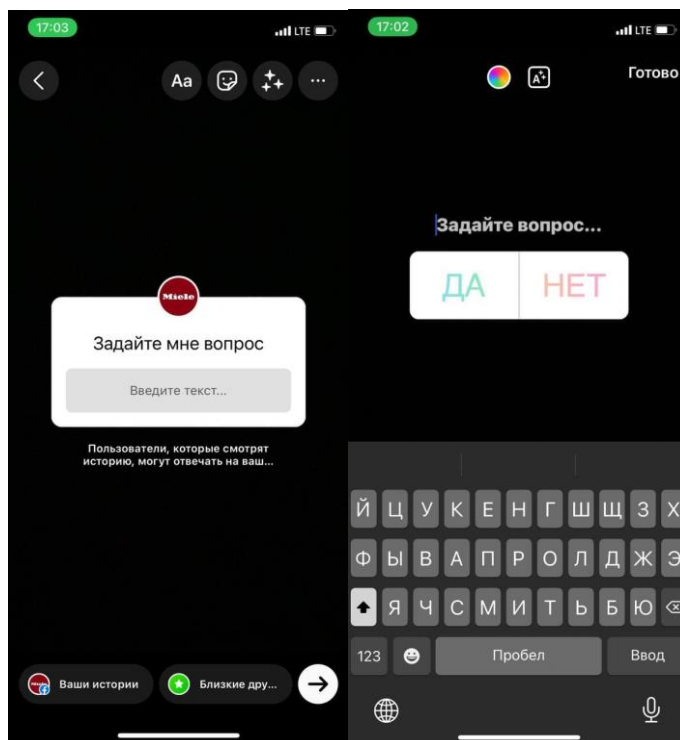 17:03
LTE
Aa
Miele
Задайте мне вопрос
Введите текст...
Пользователи, которые смотрят
историю, могут отвечать на ваш...
Ваши истории
Близкие дру...
17:02
LTE
A
Готово
Задайте вопрос...
ДА
НЕТ
Й Ц У К Е Н Г Ш Щ З Х
Ф Ы В А П Р О Л Д Ж Э
Я Ч С М И Т Ь Б Ю
123
Пробел
Ввод